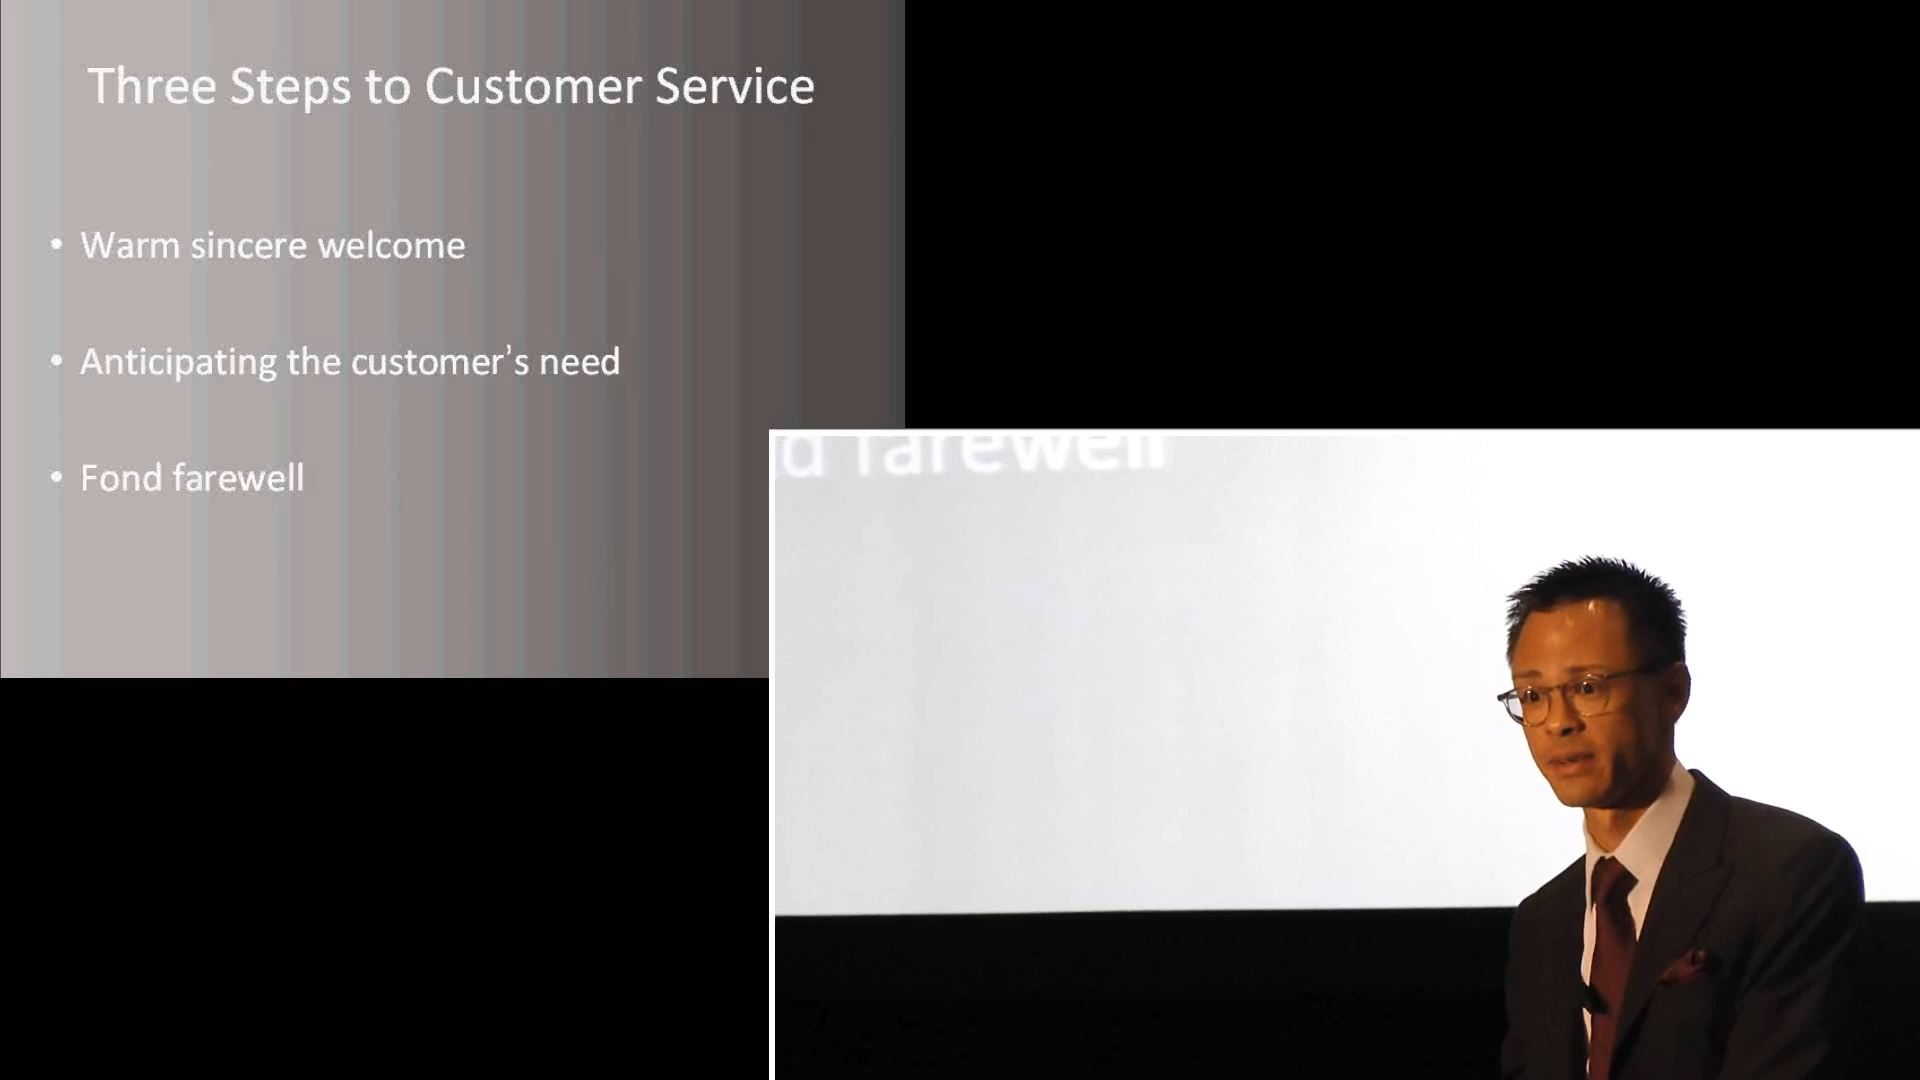 Three Steps to Customer Service
• Warm sincere welcome
• Anticipating the customer’s need
• Fond farewell
d farewell